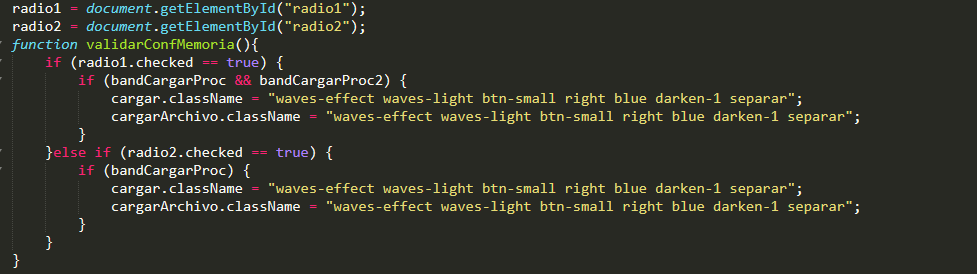 radio1 = document.getElementById("radio1");
radio2 = document.getElementById("radio2");
function validarConfMemoria(){
    if (radio1.checked == true) {
        if (bandCargarProc && bandCargarProc2) {
            cargar.className = "waves-effect waves-light btn-small right blue darken-1 separar";
            cargarArchivo.className = "waves-effect waves-light btn-small right blue darken-1 separar";
        }
    }else if (radio2.checked == true) {
        if (bandCargarProc) {
            cargar.className = "waves-effect waves-light btn-small right blue darken-1 separar";
            cargarArchivo.className = "waves-effect waves-light btn-small right blue darken-1 separar";
        }
    }
}